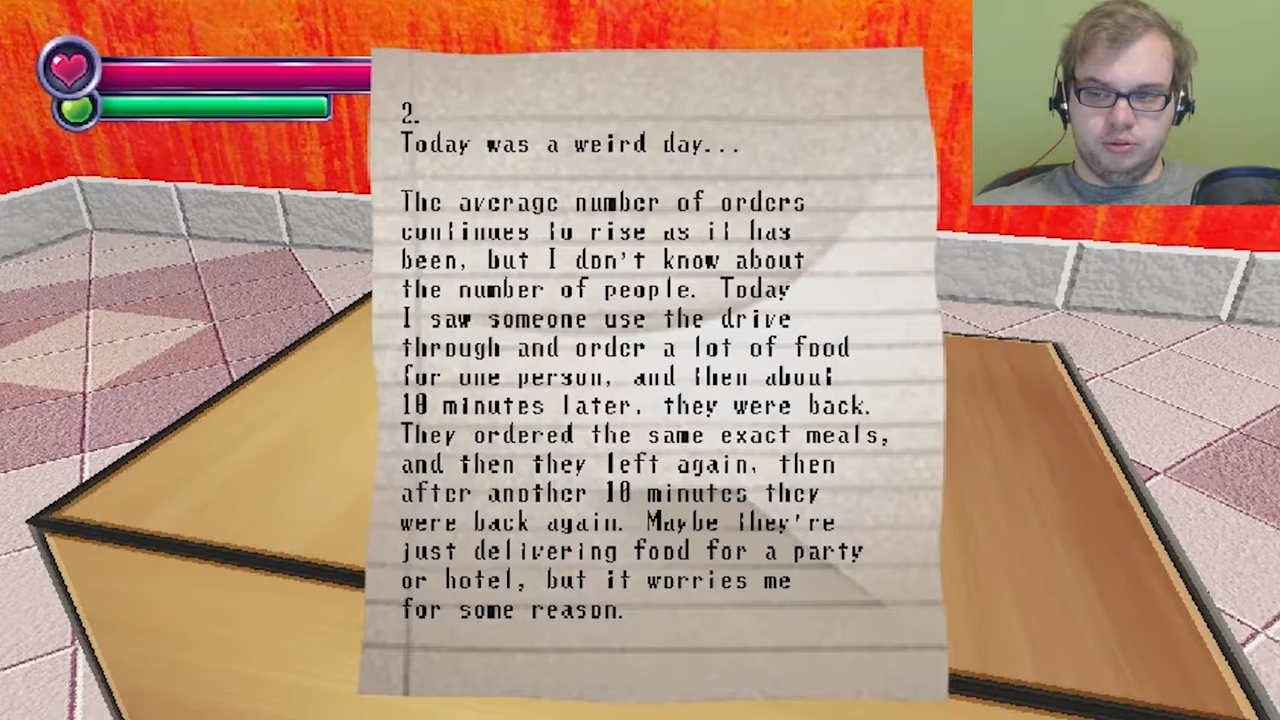 2.
Today was a weird day...
The average number of orders
continues to rise as it has
been, but I don't know about
the number of people. Today
I saw someone use the drive
through and order a lot of food
for one person, and then about
10 minutes later, they were back.
They ordered the same exact meals,
and then they left again, then
after another 10 minutes they
were back again. Maybe they're
just delivering food for a party
or hotel, but it worries me
for some reason.